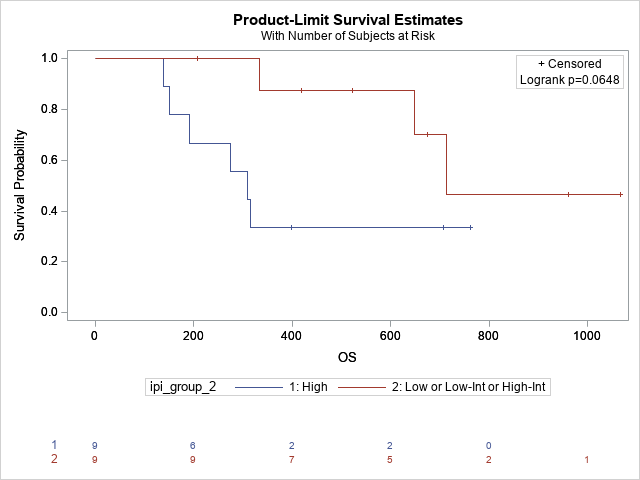 Product-Limit Survival Estimates
With Number of Subjects at Risk
+ Censored
Logrank p=0.0648
1.0
0.8
0.6
0.4
0.2
0.0
Survival Probability
0 200 400 600 800 1000
OS
ipi_group_2 1: High 2: Low or Low-Int or High-Int
1 9 6 2 2 0
2 9 9 7 5 2 1